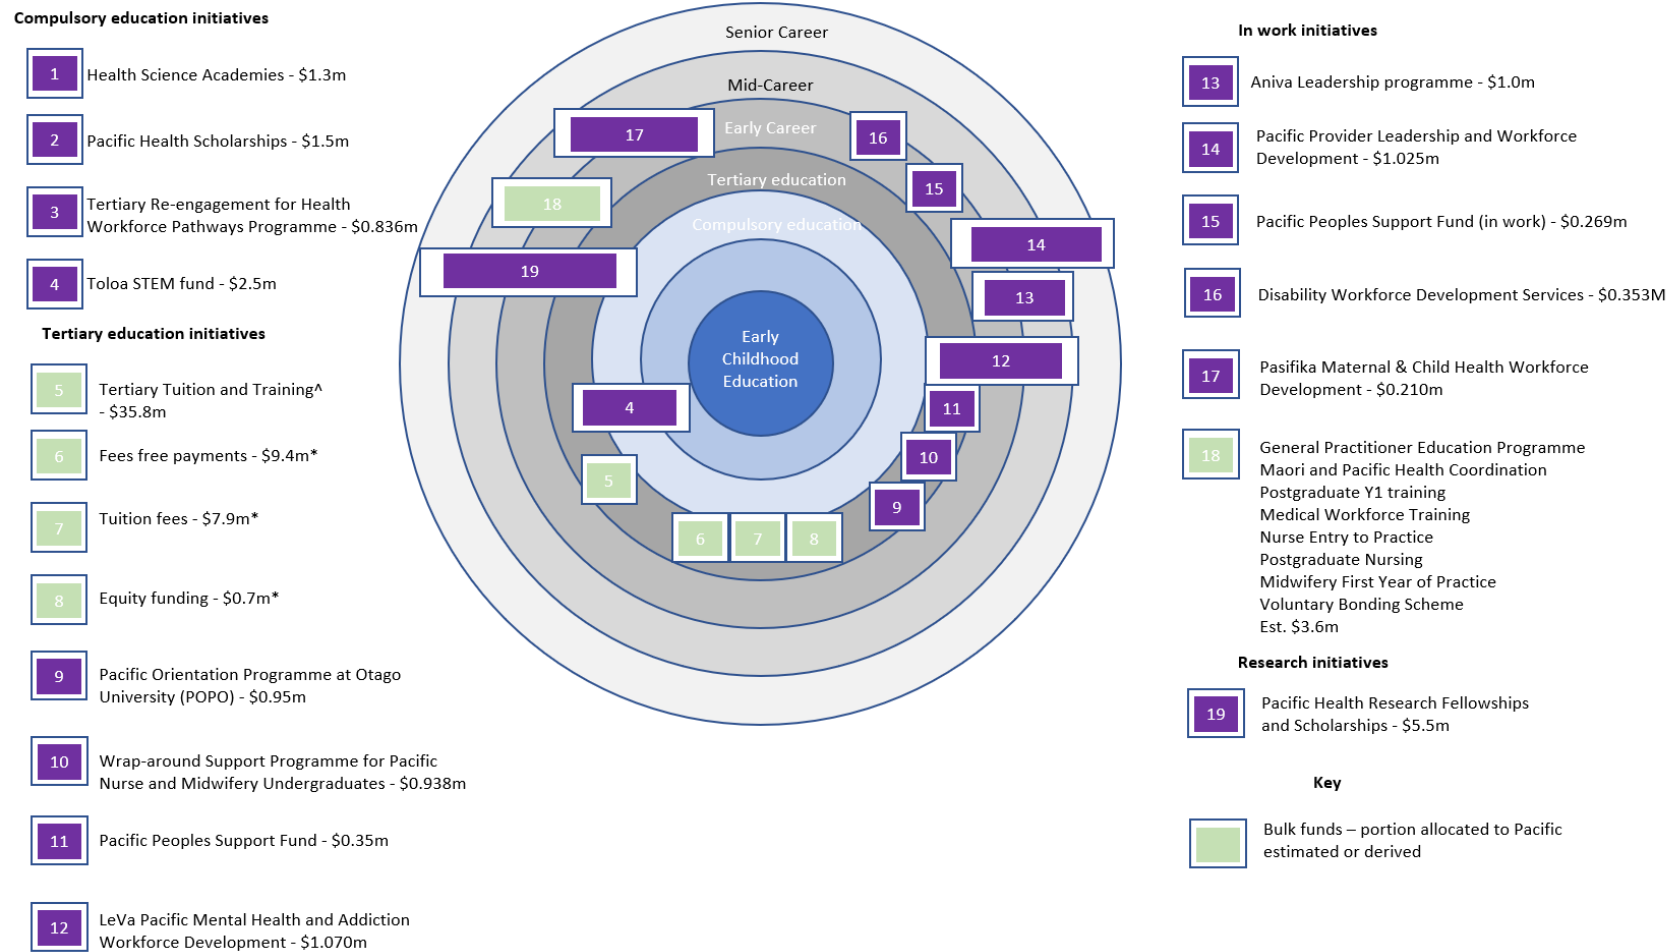 Compulsory education initiatives
1
Health Science Academies - $1.3m
2
Pacific Health Scholarships - $1.5m
3
Tertiary Re-engagement for Health
Workforce Pathways Programme - $0.836m
4
Toloa STEM fund - $2.5m
Tertiary education initiatives
5
Tertiary Tuition and Training^
- $35.8m
6
Fees free payments - $9.4m*
7
Tuition fees - $7.9m*
8
Equity funding - $0.7m*
9
Pacific Orientation Programme at Otago
University (POPO) - $0.95m
10
Wrap-around Support Programme for Pacific
Nurse and Midwifery Undergraduates - $0.938m
11
Pacific Peoples Support Fund - $0.35m
12
LeVa Pacific Mental Health and Addiction
Workforce Development - $1.070m
Senior Career
Mid-Career
Early Career
Tertiary education
Compulsory education
Early
Childhood
Education
17
16
18
15
19
14
13
12
4
11
10
5
9
6
7
8
In work initiatives
13
Aniva Leadership programme - $1.0m
14
Pacific Provider Leadership and Workforce
Development - $1.025m
15
Pacific Peoples Support Fund (in work) - $0.269m
16
Disability Workforce Development Services - $0.353M
17
Pasifika Maternal & Child Health Workforce
Development - $0.210m
18
General Practitioner Education Programme
Maori and Pacific Health Coordination
Postgraduate Y1 training
Medical Workforce Training
Nurse Entry to Practice
Postgraduate Nursing
Midwifery First Year of Practice
Voluntary Bonding Scheme
Est. $3.6m
Research initiatives
19
Pacific Health Research Fellowships
and Scholarships - $5.5m
Key
Bulk funds – portion allocated to Pacific
estimated or derived